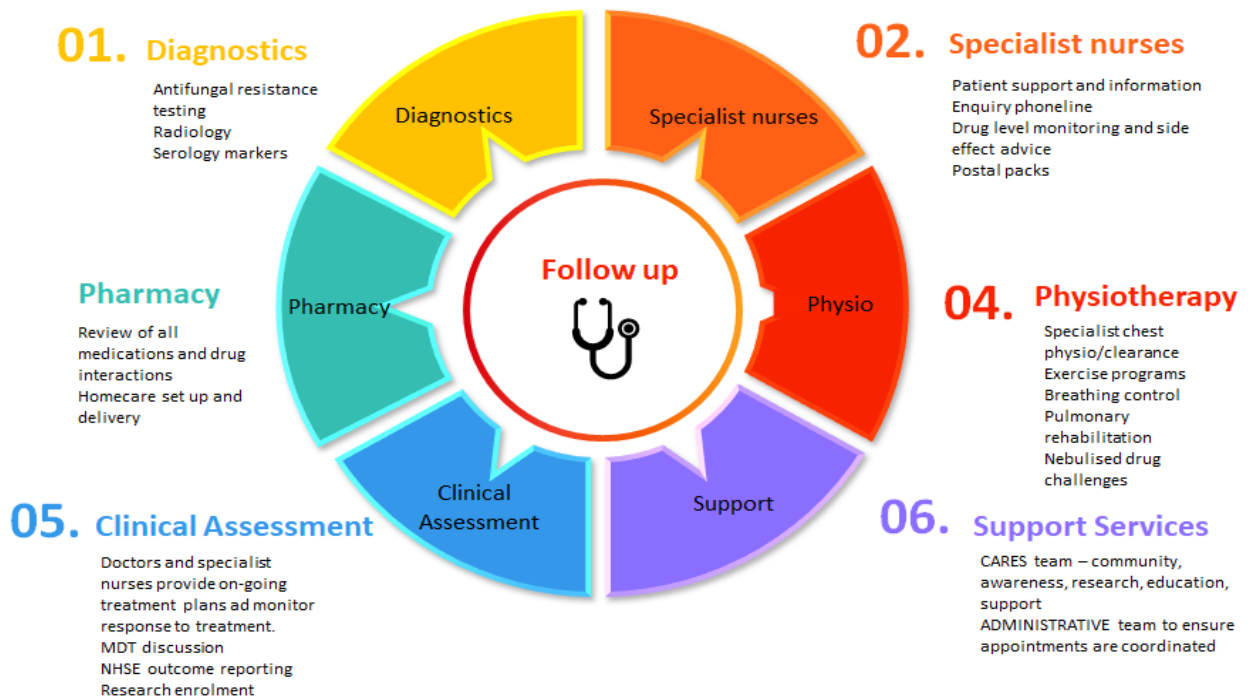 01. Diagnostics
Antifungal resistance
testing
Radiology
Serology markers
02. Specialist nurses
Patient support and information
Enquiry phoneline
Drug level monitoring and side
effect advice
Postal packs
Diagnostics
Specialist nurses
Pharmacy
Review of all
medications and drug
interactions
Homecare set up and
delivery
Pharmacy
Follow up
Physio
04. Physiotherapy
Specialist chest
physio/clearance
Exercise programs
Breathing control
Pulmonary
rehabilitation
Nebulised drug
challenges
Clinical
Assessment
Support
05. Clinical Assessment
Doctors and specialist
nurses provide on-going
treatment plans ad monitor
response to treatment.
MDT discussion
NHSE outcome reporting
Research enrolment
06. Support Services
CARES team – community,
awareness, research, education,
support
ADMINISTRATIVE team to ensure
appointments are coordinated